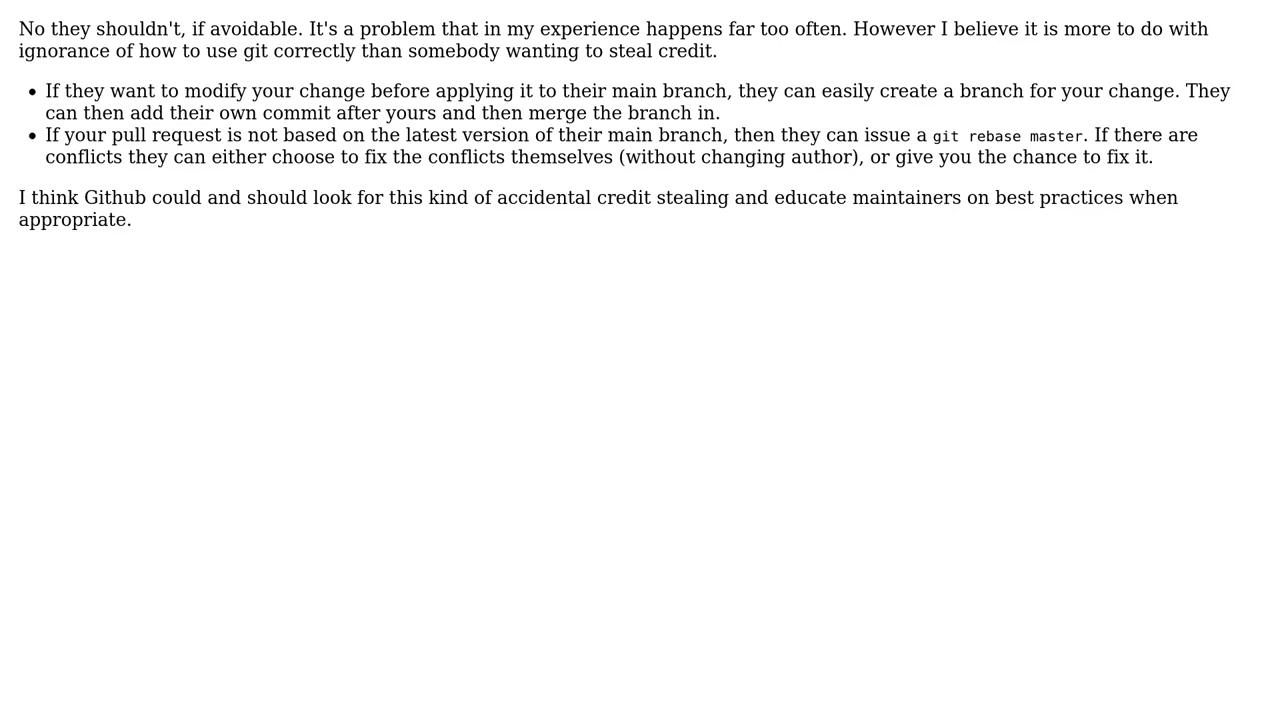 No they shouldn't, if avoidable. It's a problem that in my experience happens far too often. However I believe it is more to do with
ignorance of how to use git correctly than somebody wanting to steal credit.
• If they want to modify your change before applying it to their main branch, they can easily create a branch for your change. They
can then add their own commit after yours and then merge the branch in.
• If your pull request is not based on the latest version of their main branch, then they can issue a git rebase master. If there are
conflicts they can either choose to fix the conflicts themselves (without changing author), or give you the chance to fix it.
I think Github could and should look for this kind of accidental credit stealing and educate maintainers on best practices when
appropriate.